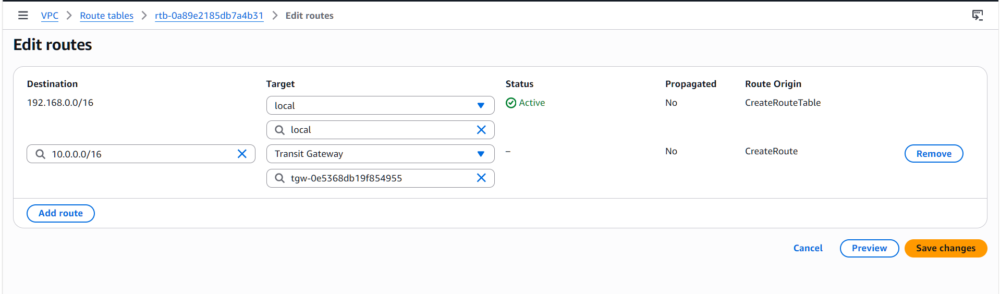 VPC > Route tables > rtb-0a89e2185db7a4b31 > Edit routes
Edit routes
Destination Target Status Propagated Route Origin
192.168.0.0/16 local Active No CreateRouteTable
local
10.0.0.0/16 Transit Gateway – No CreateRoute Remove
tgw-0e5368db19f854955
Add route
Cancel Preview Save changes